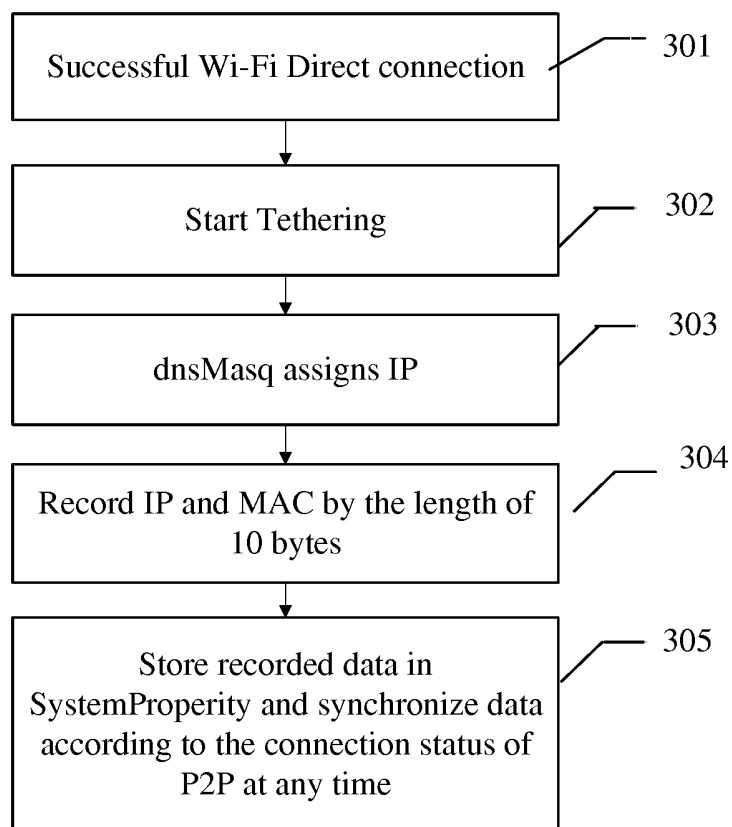 Successful Wi-Fi Direct connection
301
Start Tethering
302
dnsMasq assigns IP
303
Record IP and MAC by the length of
10 bytes
304
Store recorded data in
SystemProperity and synchronize data
according to the connection status of
P2P at any time
305